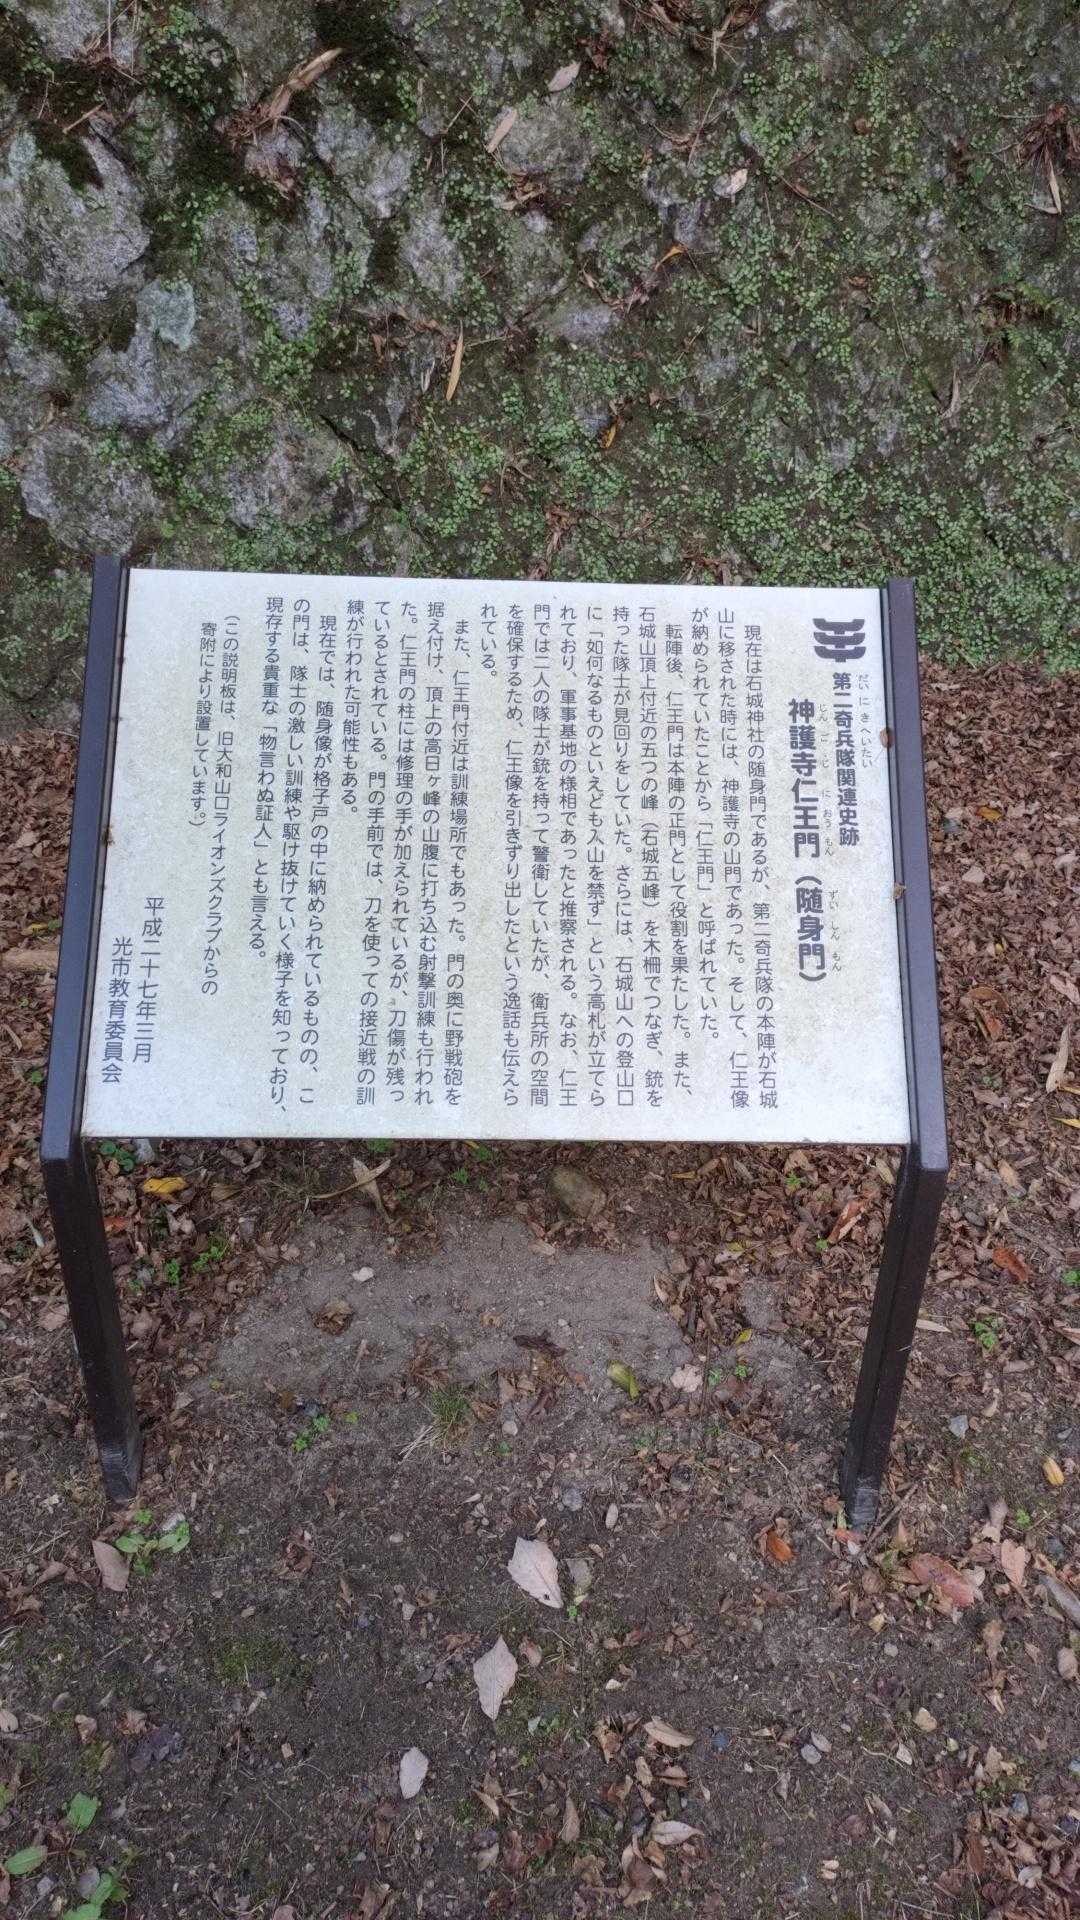 第二奇兵隊関連史跡
だいにきへいたい
神護寺仁王門（随身門）
じんごじにおうもん ずいしんもん
現在は石城神社の随身門であるが、第二奇兵隊の本陣が石城
山に移された時には、神護寺の山門であった。そして、仁王像
が納められていたことから「仁王門」と呼ばれていた。
転陣後、仁王門は本陣の正門として役割を果たした。また、
石城山頂上付近の五つの峰（石城五峰）を木柵でつなぎ、銃を
持った隊士が見回りをしていた。さらには、石城山への登山口
に「如何なるものといえども入山を禁ず」という高札が立てら
れており、軍事基地の様相であったと推察される。なお、仁王
門では二人の隊士が銃を持って警衛していたが、衛兵所の空間
を確保するため、仁王像を引きずり出したという逸話も伝えら
れている。
また、仁王門付近は訓練場所でもあった。門の奥に野戦砲を
据え付け、頂上の高日ヶ峰の山腹に打ち込む射撃訓練も行われ
た。仁王門の柱には修理の手が加えられているが、刀傷が残っ
ているとされている。門の手前では、刀を使っての接近戦の訓
練が行われた可能性もある。
現在では、随身像が格子戸の中に納められているものの、こ
の門は、隊士の激しい訓練や駆け抜けていく様子を知っており、
現存する貴重な「物言わぬ証人」とも言える。
（この説明板は、旧大和山口ライオンズクラブからの
寄附により設置しています。）
平成二十七年三月
光市教育委員会